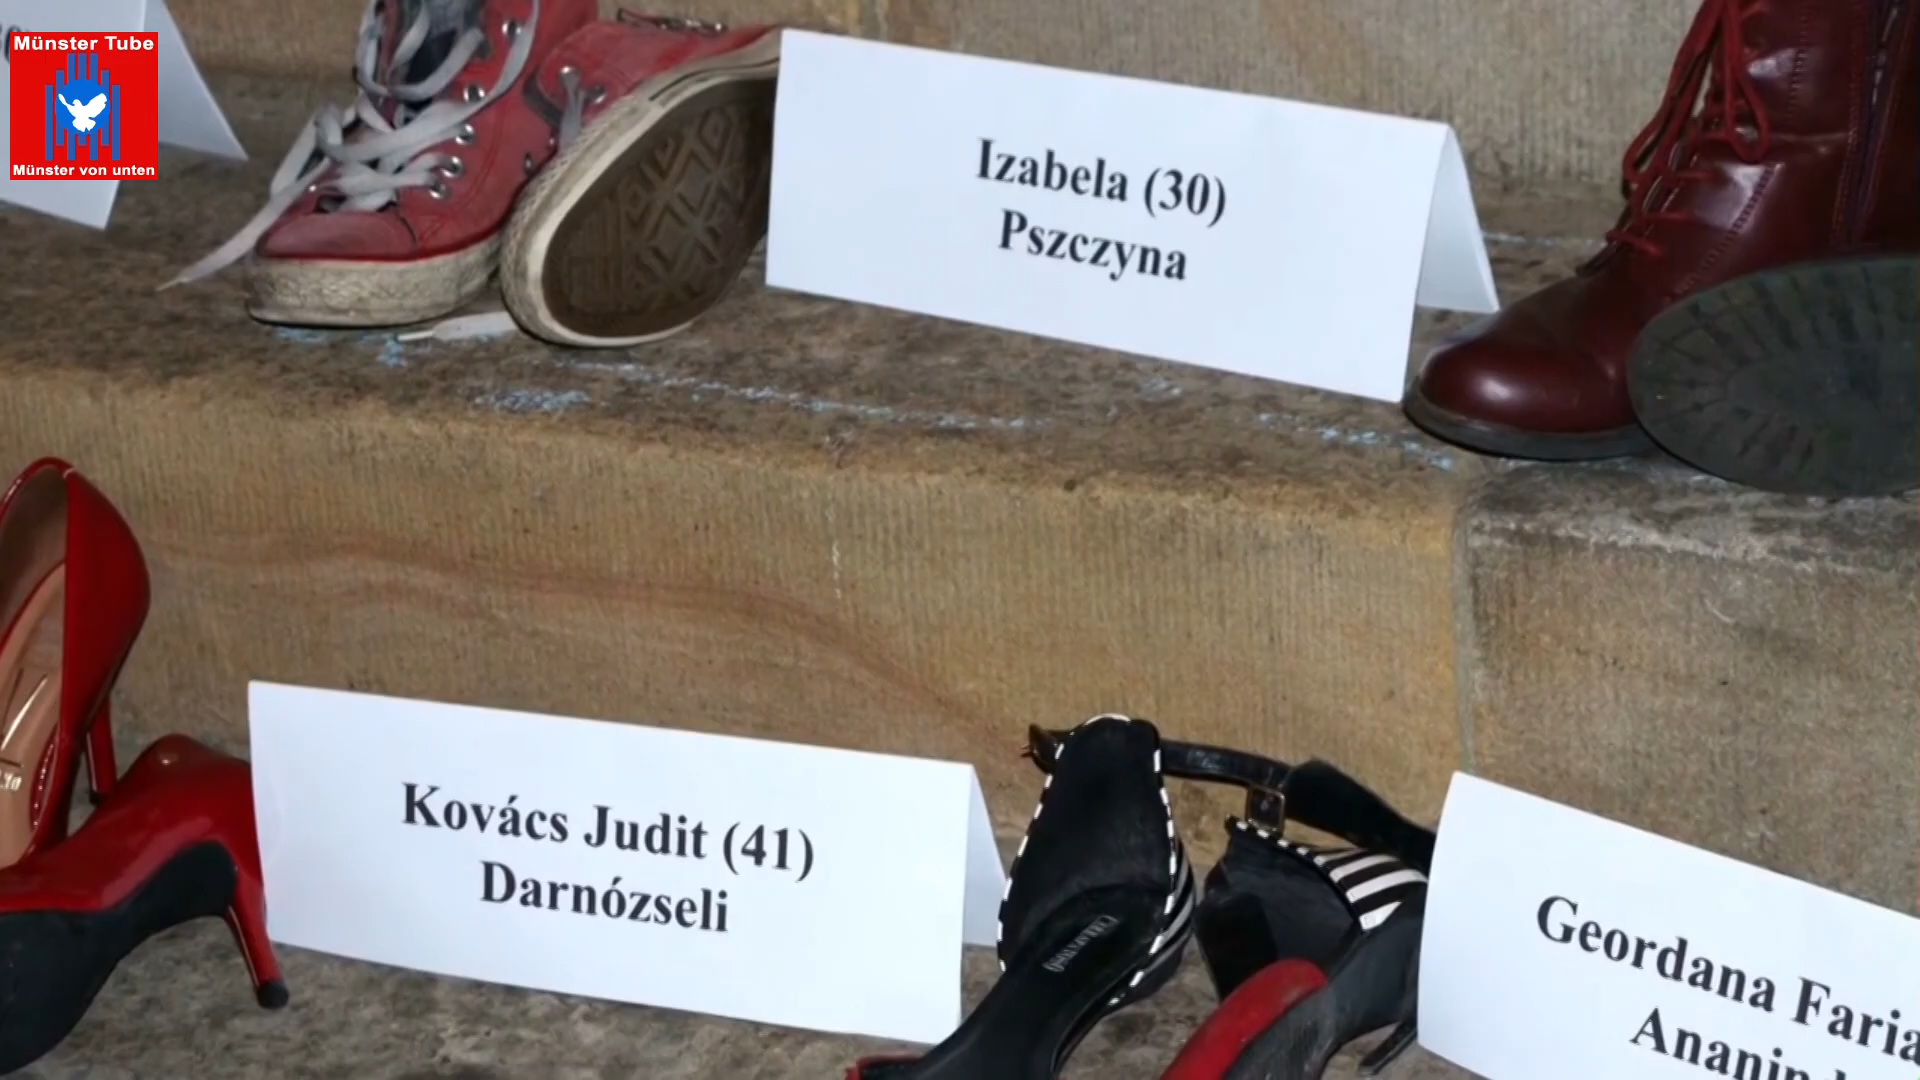 Münster Tube
Münster von unten
Izabela (30)
Pszczyna
Kovács Judit (41)
Darnózseli
Geordana Faria